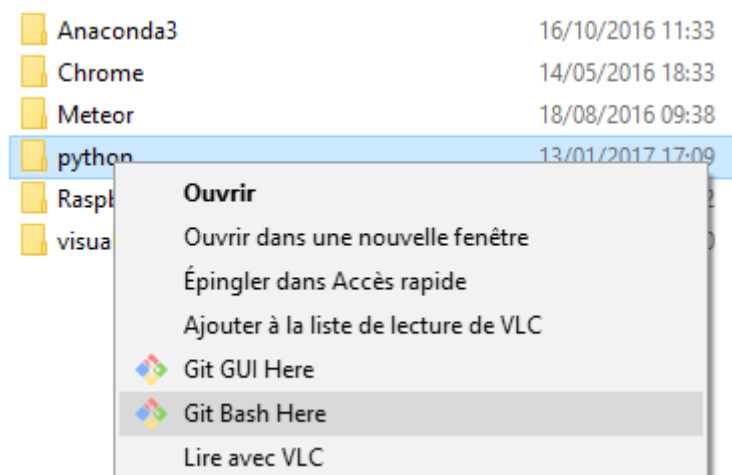 Anaconda3 16/10/2016 11:33
Chrome 14/05/2016 18:33
Meteor 18/08/2016 09:38
python 13/01/2017 17:09
Ouvrir
Ouvrir dans une nouvelle fenêtre
Épingler dans Accès rapide
Ajouter à la liste de lecture de VLC
Git GUI Here
Git Bash Here
Lire avec VLC